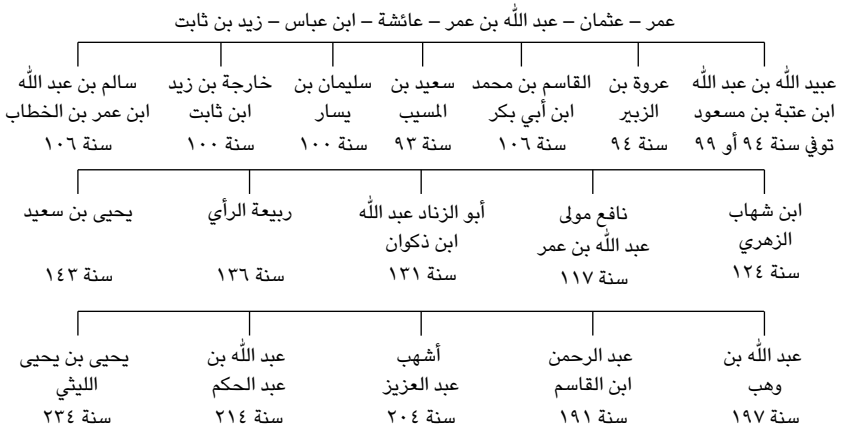 عمر – عثمان – عبد الله بن عمر – عائشة – ابن عباس – زيد بن ثابت
عبيد الله بن عبد الله
ابن عتبة بن مسعود
توفي سنة ٩٤ أو ٩٩
عروة بن
الزبير
سنة ٩٤
القاسم بن محمد
ابن أبي بكر
سنة ١٠٦
سعيد بن
المسيب
سنة ٩٣
سليمان بن
يسار
سنة ١٠٠
خارجة بن زيد
ابن ثابت
سنة ١٠٠
سالم بن عبد الله
ابن عمر بن الخطاب
سنة ١٠٦
ابن شهاب
الزهري
سنة ١٢٤
نافع مولى
عبد الله بن عمر
سنة ١١٧
أبو الزناد عبد الله
ابن ذكوان
سنة ١٣١
ربيعة الرأي
سنة ١٣٦
يحيى بن سعيد
سنة ١٤٣
عبد الله بن
وهب
سنة ١٩٧
عبد الرحمن
ابن القاسم
سنة ١٩١
أشهب
عبد العزيز
سنة ٢٠٤
عبد الله بن
عبد الحكم
سنة ٢١٤
يحيى بن يحيى
الليثي
سنة ٢٣٤